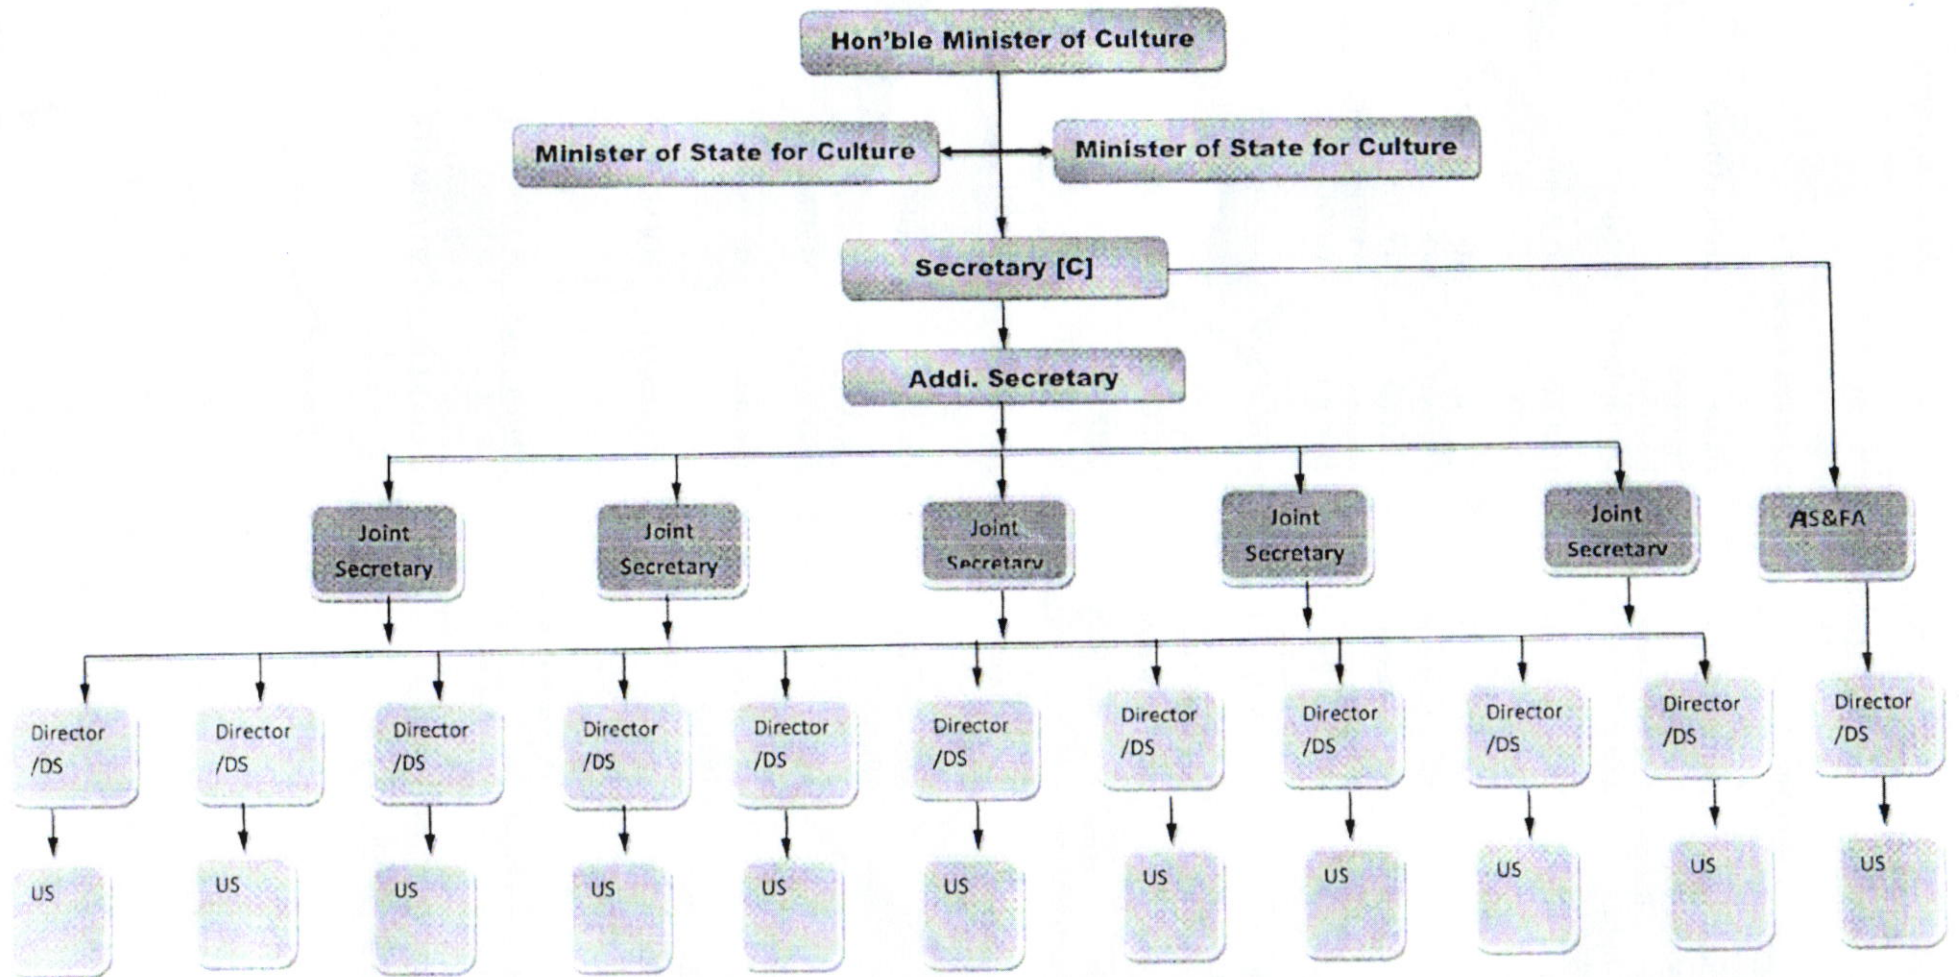 Hon'ble Minister of Culture
Minister of State for Culture
Minister of State for Culture
Secretary [C]
Addi. Secretary
Joint
Secretary
Joint
Secretary
Joint
Secretary
Joint
Secretary
Joint
Secretary
AS&FA
Director
/DS
Director
/DS
Director
/DS
Director
/DS
Director
/DS
Director
/DS
Director
/DS
Director
/DS
Director
/DS
Director
/DS
Director
/DS
US
US
US
US
US
US
US
US
US
US
US